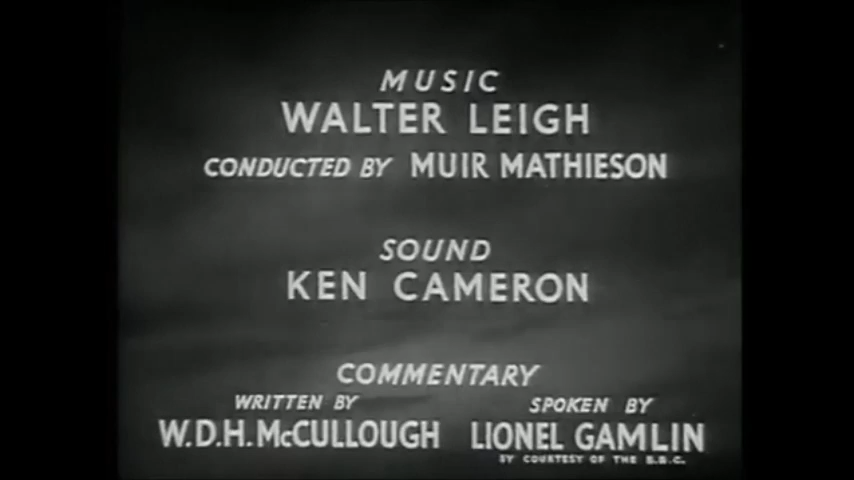 MUSIC
WALTER LEIGH
CONDUCTED BY MUIR MATHIESON
SOUND
KEN CAMERON
COMMENTARY
WRITTEN BY
W.D.H. McCULLOUGH
SPOKEN BY
LIONEL GAMLIN
BY COURTESY OF THE B.B.C.